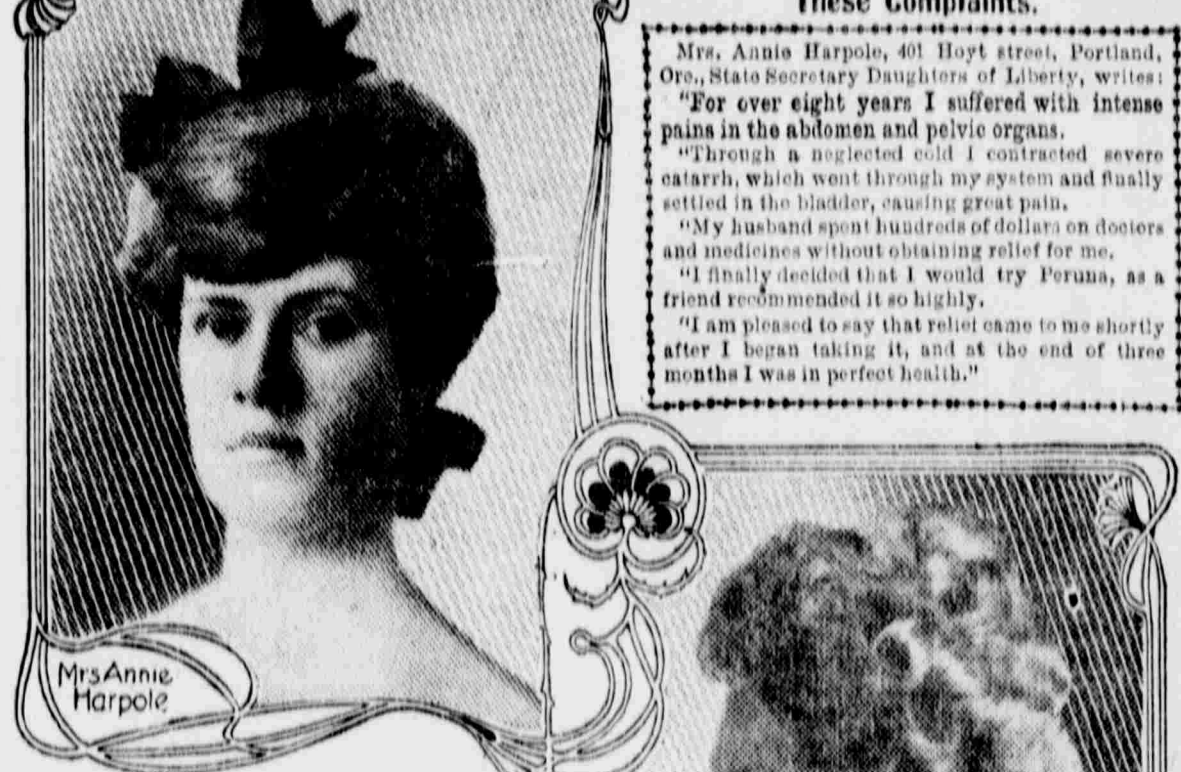 These Complaints.
Mrs. Annie Harpole, 401 Hoyt street, Portland,
Ore., State Secretary Daughters of Liberty, writes:
"For over eight years I suffered with intense
pains in the abdomen and pelvic organs.
"Through a neglected cold I contracted severe
catarrh, which went through my system and finally
settled in the bladder, causing great pain.
"My husband spent hundreds of dollars on doctors
and medicines without obtaining relief for me.
"I finally decided that I would try Peruna, as a
friend recommended it so highly.
"I am pleased to say that relief came to me shortly
after I began taking it, and at the end of three
months I was in perfect health."
Mrs Annie
Harpole